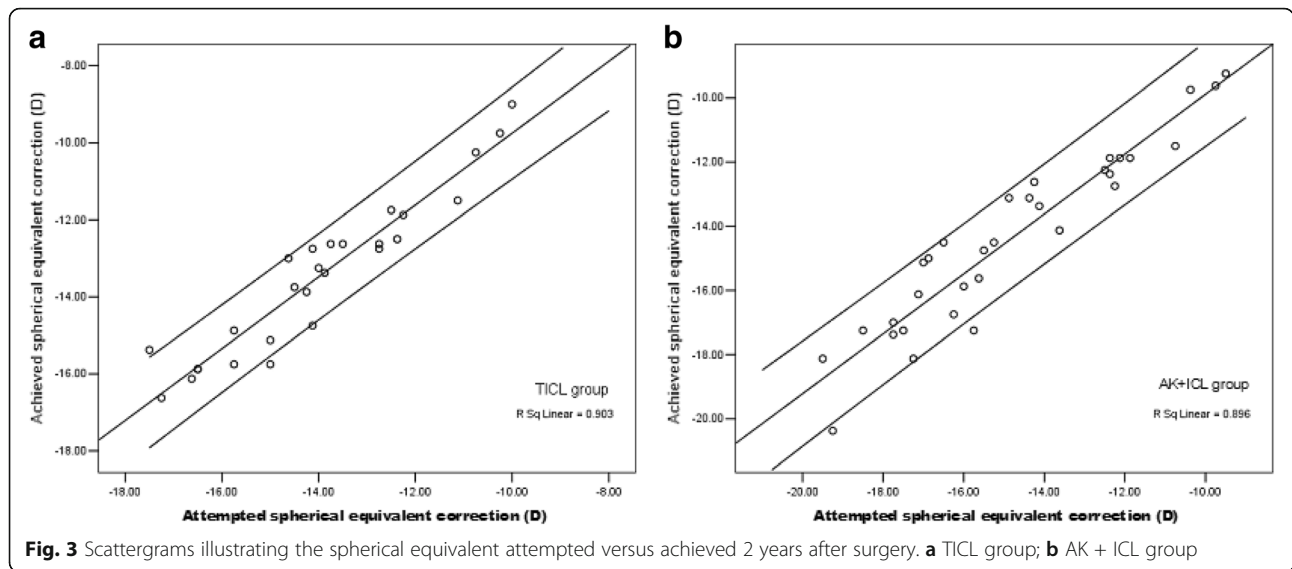 a
Achieved spherical equivalent correction (D)
-8.00
-10.00
-12.00
-14.00
-16.00
-18.00
TICL group
R Sq Linear = 0.903
-18.00 -16.00 -14.00 -12.00 -10.00 -8.00
Attempted spherical equivalent correction (D)
b
Achieved spherical equivalent correction (D)
-10.00
-12.00
-14.00
-16.00
-18.00
-20.00
AK+ICL group
R Sq Linear = 0.896
-20.00 -18.00 -16.00 -14.00 -12.00 -10.00
Attempted spherical equivalent correction (D)
Fig. 3 Scattergrams illustrating the spherical equivalent attempted versus achieved 2 years after surgery. a TICL group; b AK + ICL group